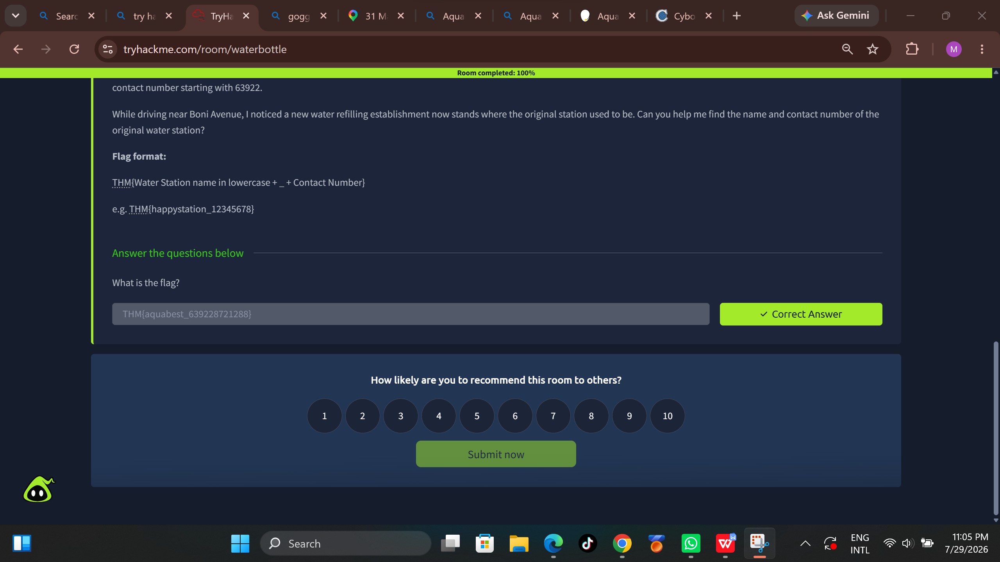 Searc
try ha
TryHa
gogg
31 M
Aqua
Aqua
Aqua
Cybo
Ask Gemini
tryhackme.com/room/waterbottle
M
Room completed: 100%
contact number starting with 63922.
While driving near Boni Avenue, I noticed a new water refilling establishment now stands where the original station used to be. Can you help me find the name and contact number of the
original water station?
Flag format:
THM{Water Station name in lowercase + _ + Contact Number}
e.g. THM{happystation_12345678}
Answer the questions below
What is the flag?
THM{aquabest_639228721288}
✓ Correct Answer
How likely are you to recommend this room to others?
1 2 3 4 5 6 7 8 9 10
Submit now
Search
ENG
INTL
11:05 PM
7/29/2026